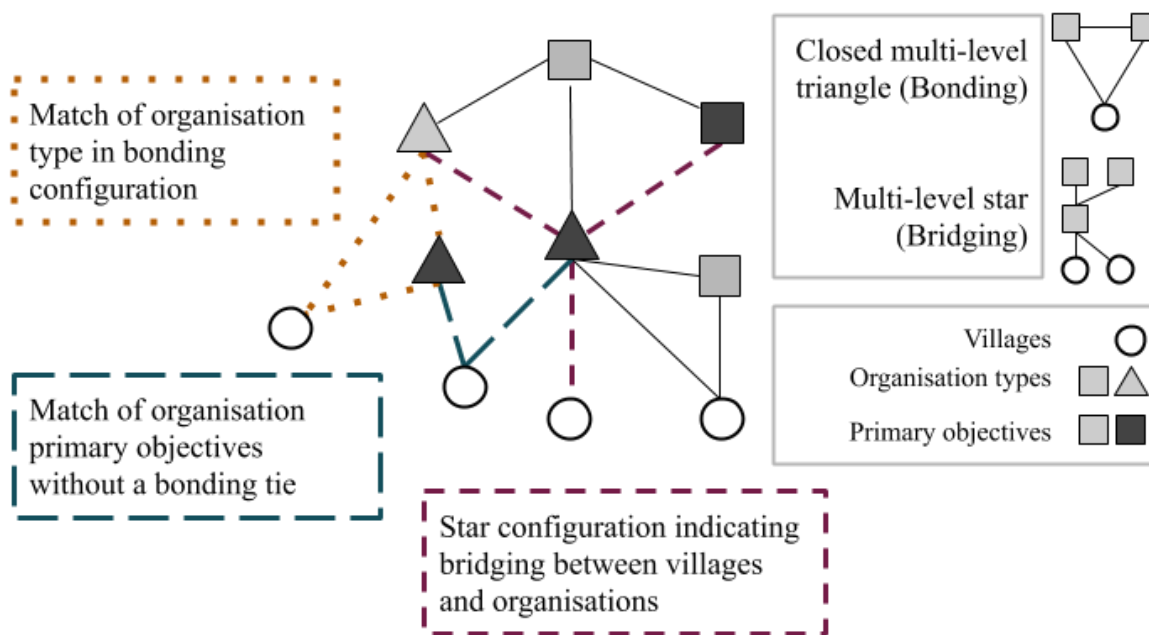 Match of organisation
type in bonding
configuration
Match of organisation
primary objectives
without a bonding tie
Star configuration indicating
bridging between villages
and organisations
Closed multi-level
triangle (Bonding)
Multi-level star
(Bridging)
Villages
Organisation types
Primary objectives